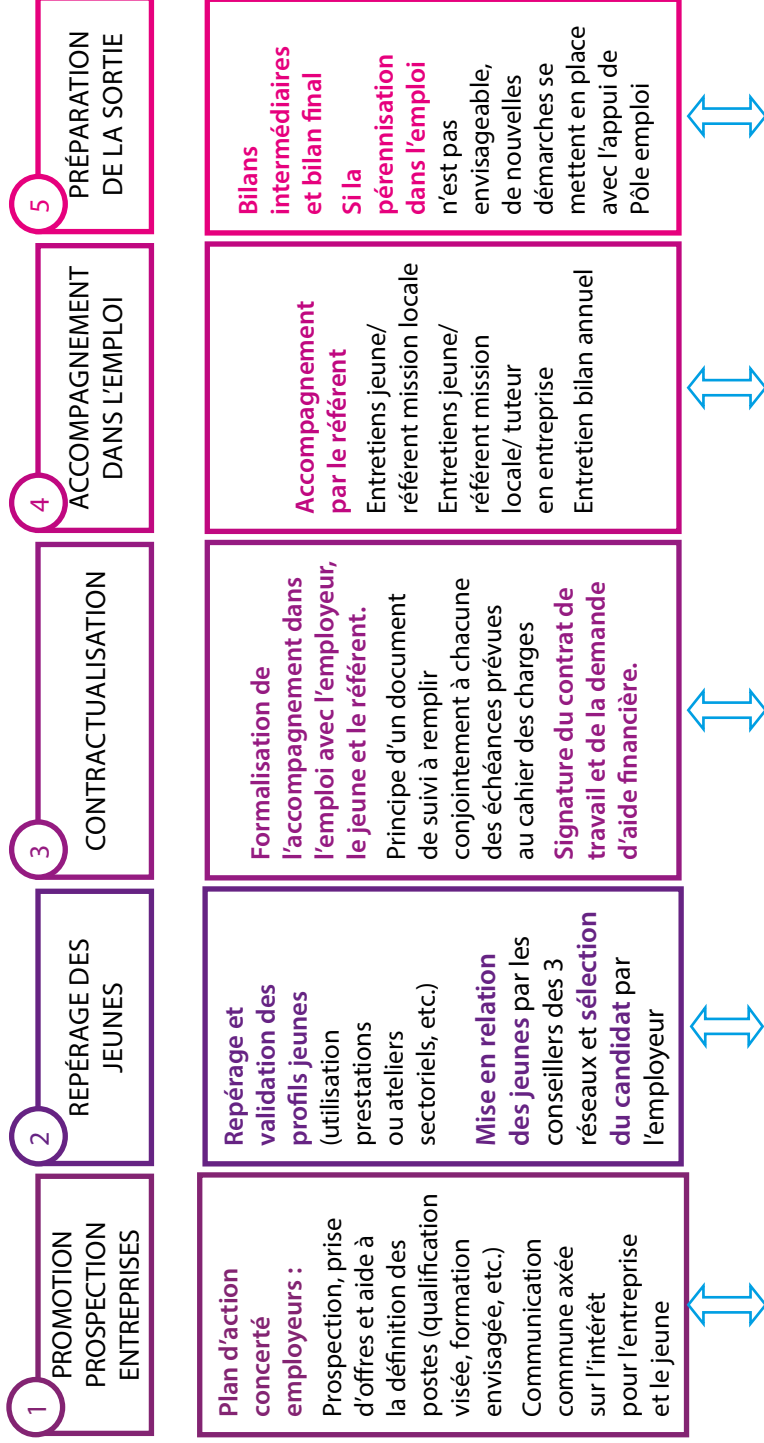 1
PROMOTION
PROSPECTION
ENTREPRISES
Plan d'action
concerté
employeurs :
Prospection, prise
d'offres et aide à
la définition des
postes (qualification
visée, formation
envisagée, etc.)
Communication
commune axée
sur l'intérêt
pour l'entreprise
et le jeune
2
REPÉRAGE DES
JEUNES
Repérage et
validation des
profils jeunes
(utilisation
prestations
ou ateliers
sectoriels, etc.)
Mise en relation
des jeunes par les
conseillers des 3
réseaux et sélection
du candidat par
l'employeur
3
CONTRACTUALISATION
Formalisation de
l'accompagnement dans
l'emploi avec l'employeur,
le jeune et le référent.
Principe d'un document
de suivi à remplir
conjointement à chacune
des échéances prévues
au cahier des charges
Signature du contrat de
travail et de la demande
d'aide financière.
4
ACCOMPAGNEMENT
DANS L'EMPLOI
Accompagnement
par le référent
Entretiens jeune/
référent mission locale
Entretiens jeune/
référent mission
locale/ tuteur
en entreprise
Entretien bilan annuel
5
PRÉPARATION
DE LA SORTIE
Bilans
intermédiaires
et bilan final
Si la
pérennisation
dans l'emploi
n'est pas
envisageable,
de nouvelles
démarches se
mettent en place
avec l'appui de
Pôle emploi